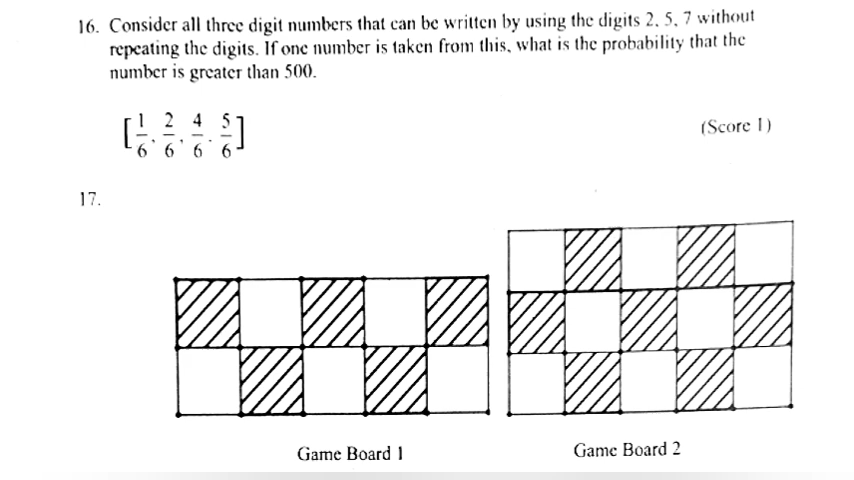 16. Consider all three digit numbers that can be written by using the digits 2, 5, 7 without
repeating the digits. If one number is taken from this, what is the probability that the
number is greater than 500.
[1/6, 2/6, 4/6, 5/6]
(Score 1)
17.
Game Board 1
Game Board 2